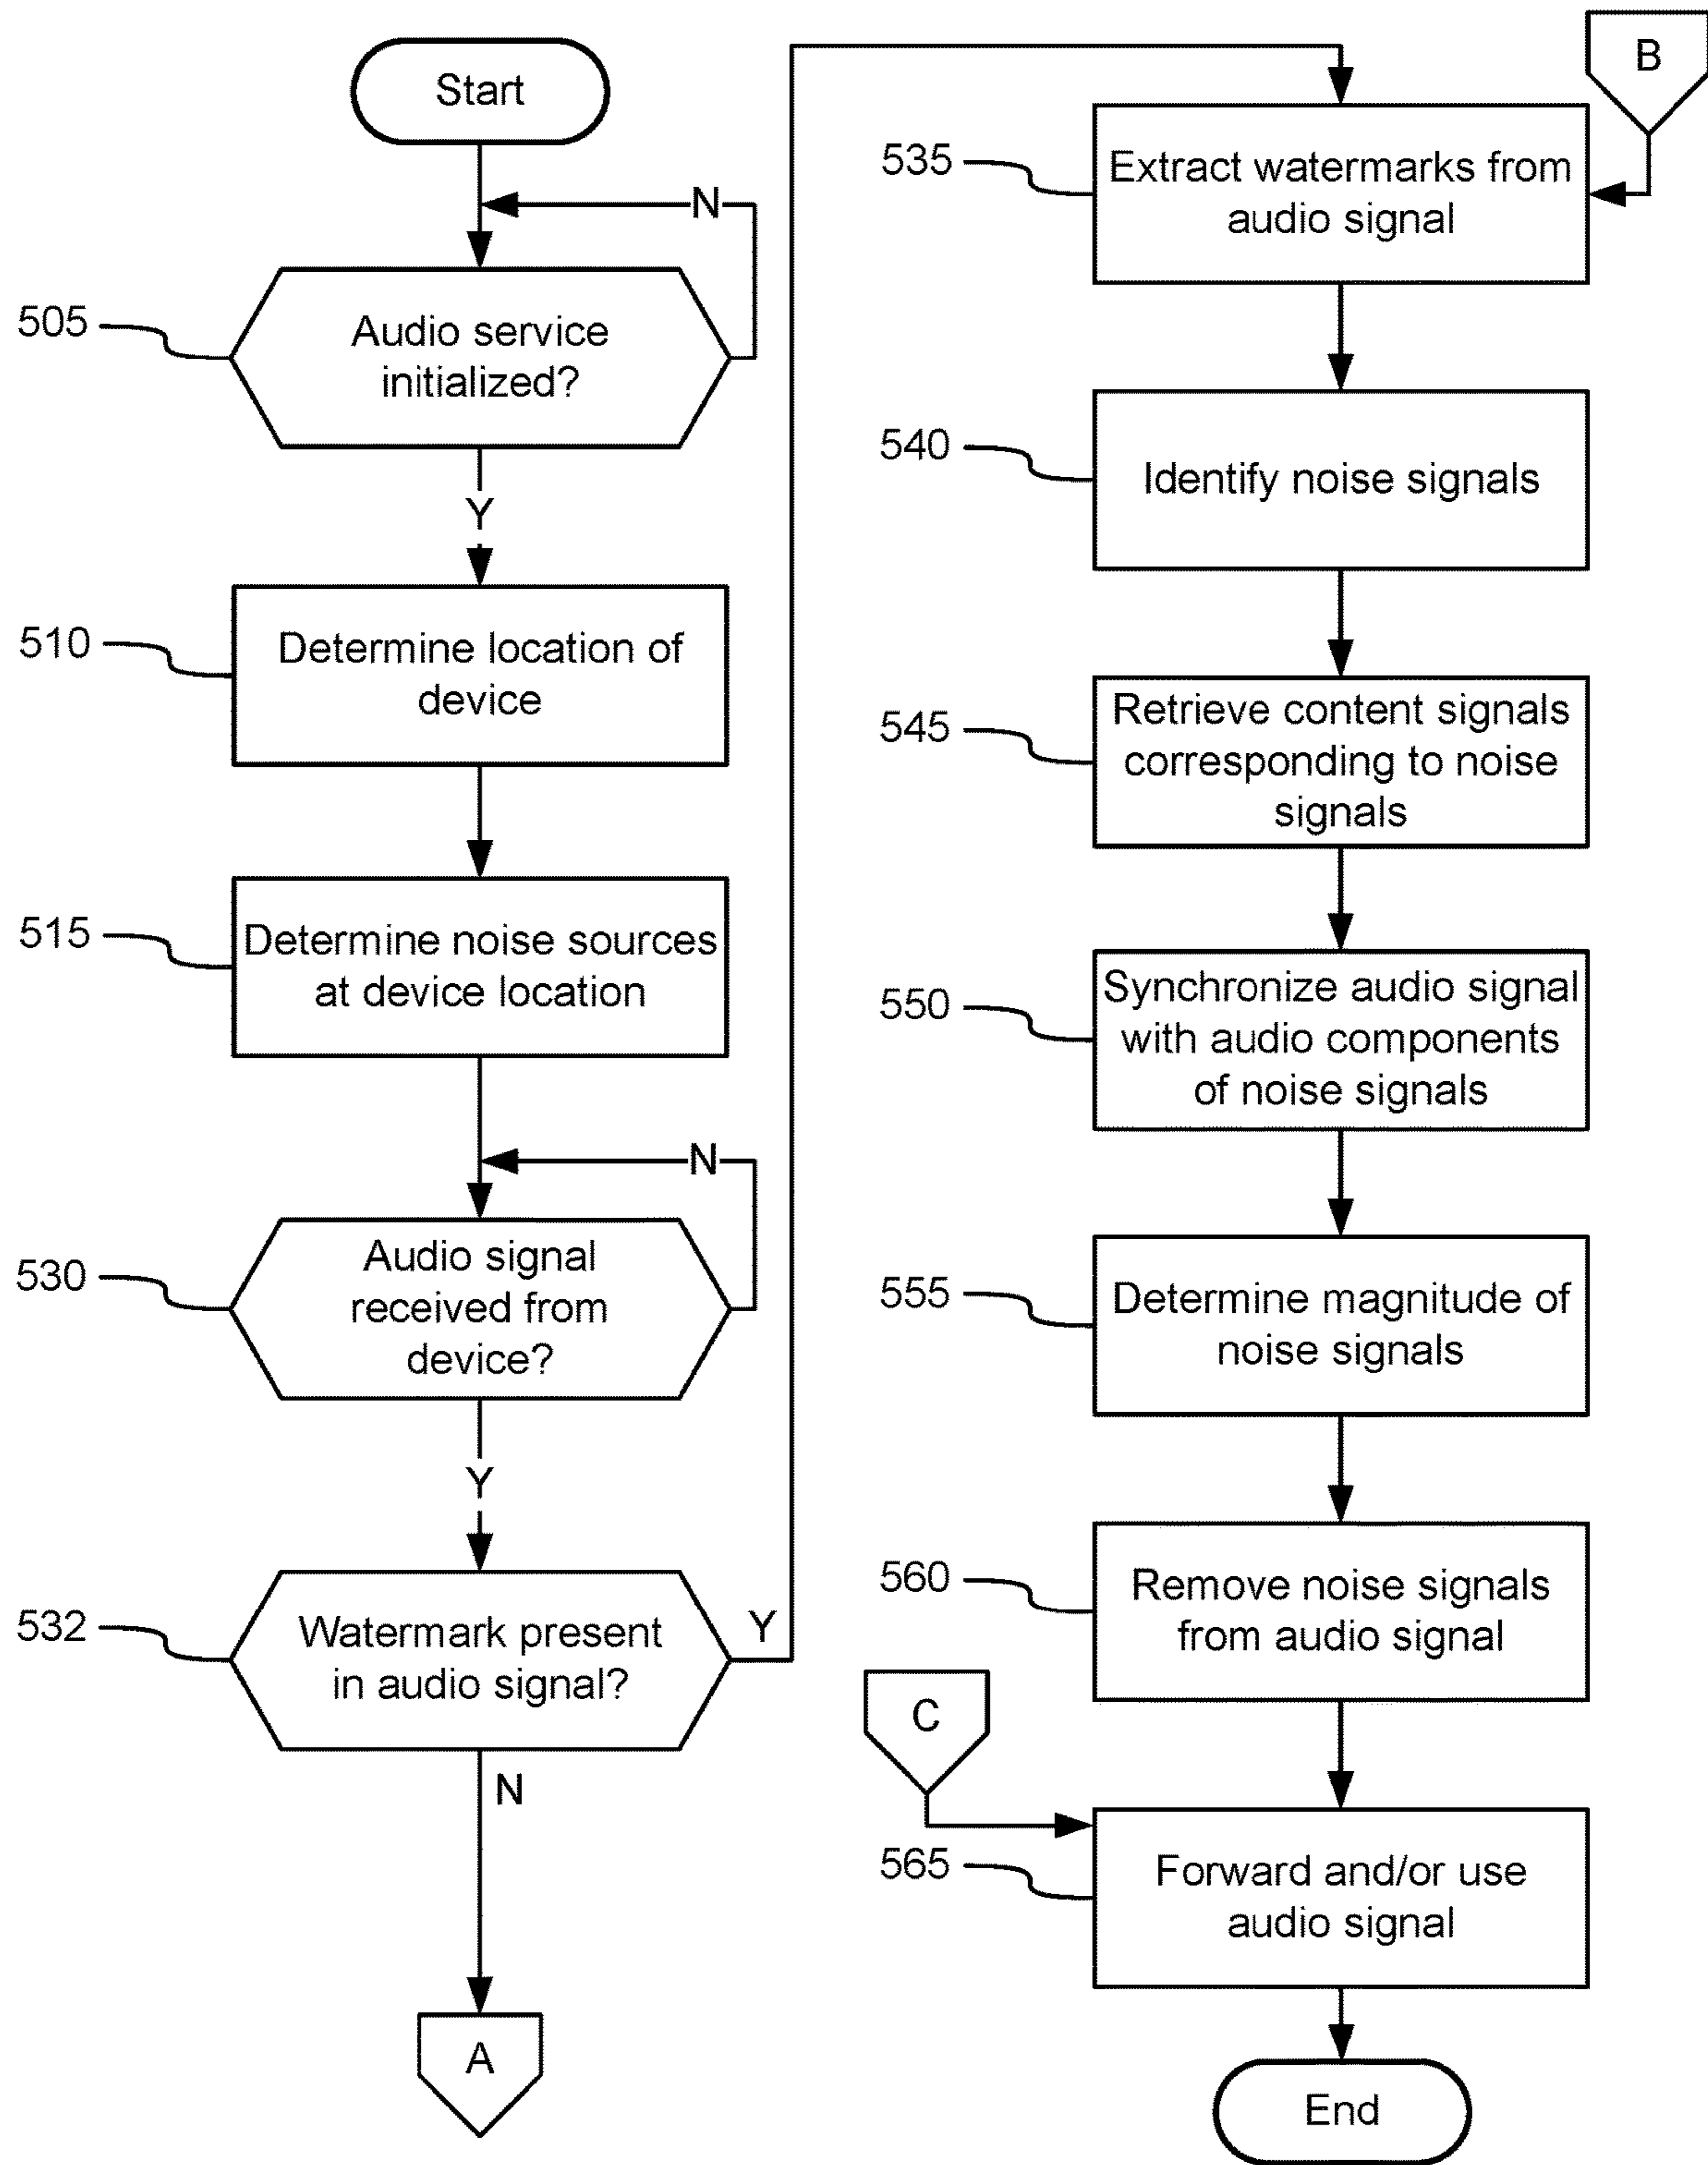 Start
N
505
Audio service
initialized?
Y
510
Determine location of
device
515
Determine noise sources
at device location
N
530
Audio signal
received from
device?
Y
532
Watermark present
in audio signal?
Y
N
A
B
535
Extract watermarks from
audio signal
540
Identify noise signals
545
Retrieve content signals
corresponding to noise
signals
550
Synchronize audio signal
with audio components
of noise signals
555
Determine magnitude of
noise signals
560
Remove noise signals
from audio signal
C
565
Forward and/or use
audio signal
End